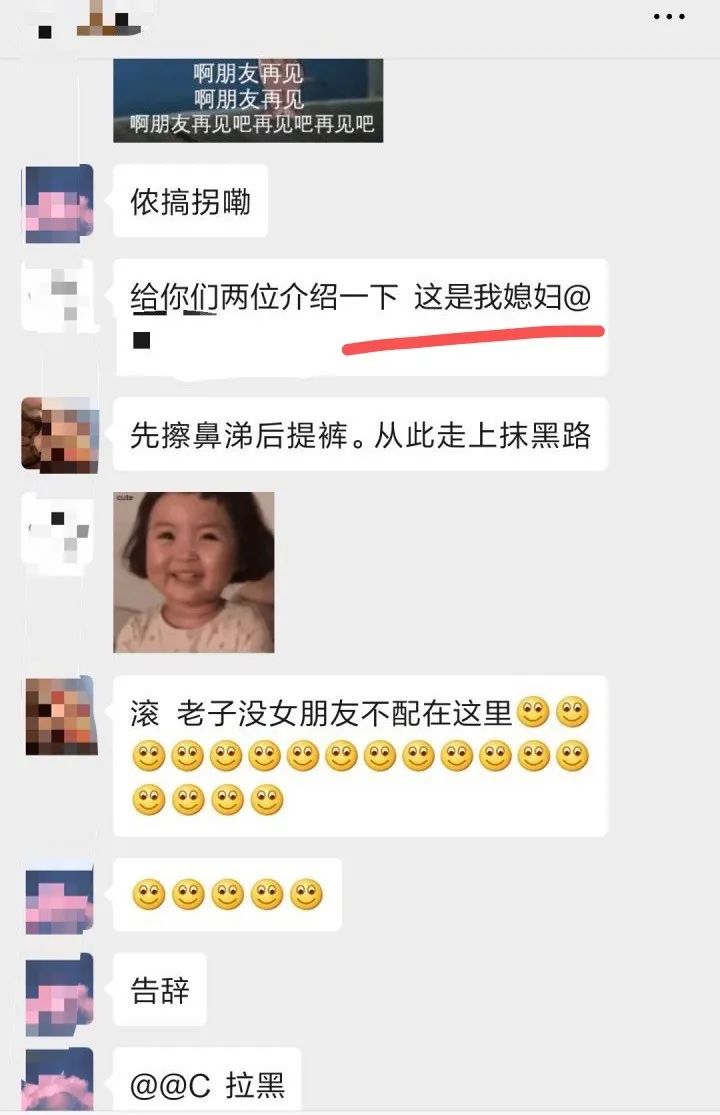 啊朋友再见
啊朋友再见
啊朋友再见吧再见吧再见吧
侬搞拐嘞
给你们两位介绍一下 这是我媳妇@
先擦鼻涕后提裤。从此走上抹黑路
cute
滚 老子没女朋友不配在这里
告辞
@@C 拉黑